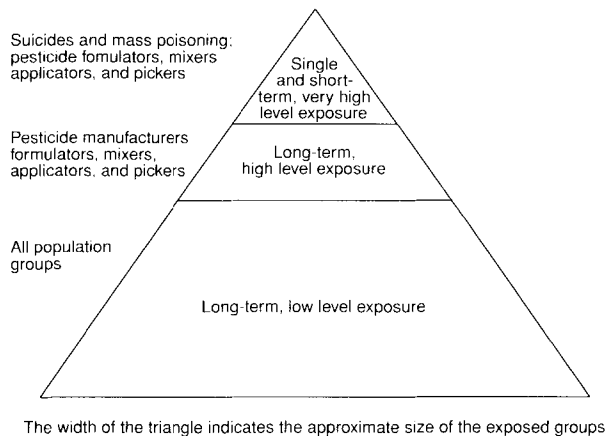 Suicides and mass poisoning:
pesticide fomulators, mixers
applicators, and pickers
Single
and short-
term, very high
level exposure
Pesticide manufacturers
formulators, mixers,
applicators, and pickers
Long-term,
high level exposure
All population
groups
Long-term, low level exposure
The width of the triangle indicates the approximate size of the exposed groups